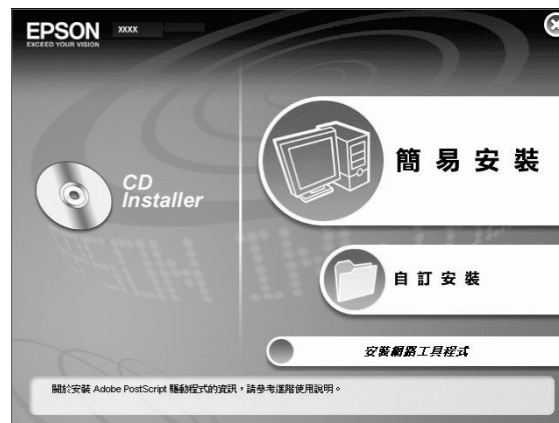 EPSON XXXX
EXCEED YOUR VISION
簡易安裝
CD
Installer
自訂安裝
安裝網路工具程式
關於安裝 Adobe PostScript 驅動程式的資訊，請參考進階使用說明。